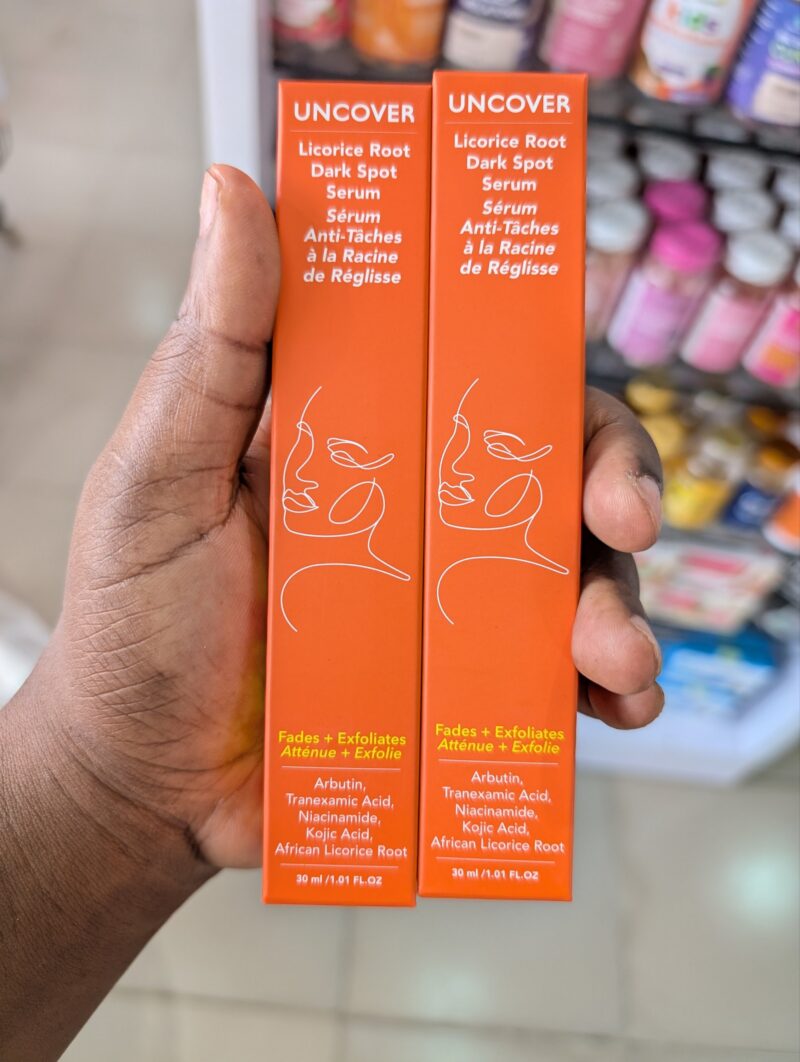 UNCOVER
Licorice Root
Dark Spot
Serum
Sérum
Anti-Tâches
à la Racine
de Réglisse
Fades + Exfoliates
Atténue + Exfolie
Arbutin,
Tranexamic Acid,
Niacinamide,
Kojic Acid,
African Licorice Root
30 ml /1.01 FL.OZ
UNCOVER
Licorice Root
Dark Spot
Serum
Sérum
Anti-Tâches
à la Racine
de Réglisse
Fades + Exfoliates
Atténue + Exfolie
Arbutin,
Tranexamic Acid,
Niacinamide,
Kojic Acid,
African Licorice Root
30 ml /1.01 FL.OZ